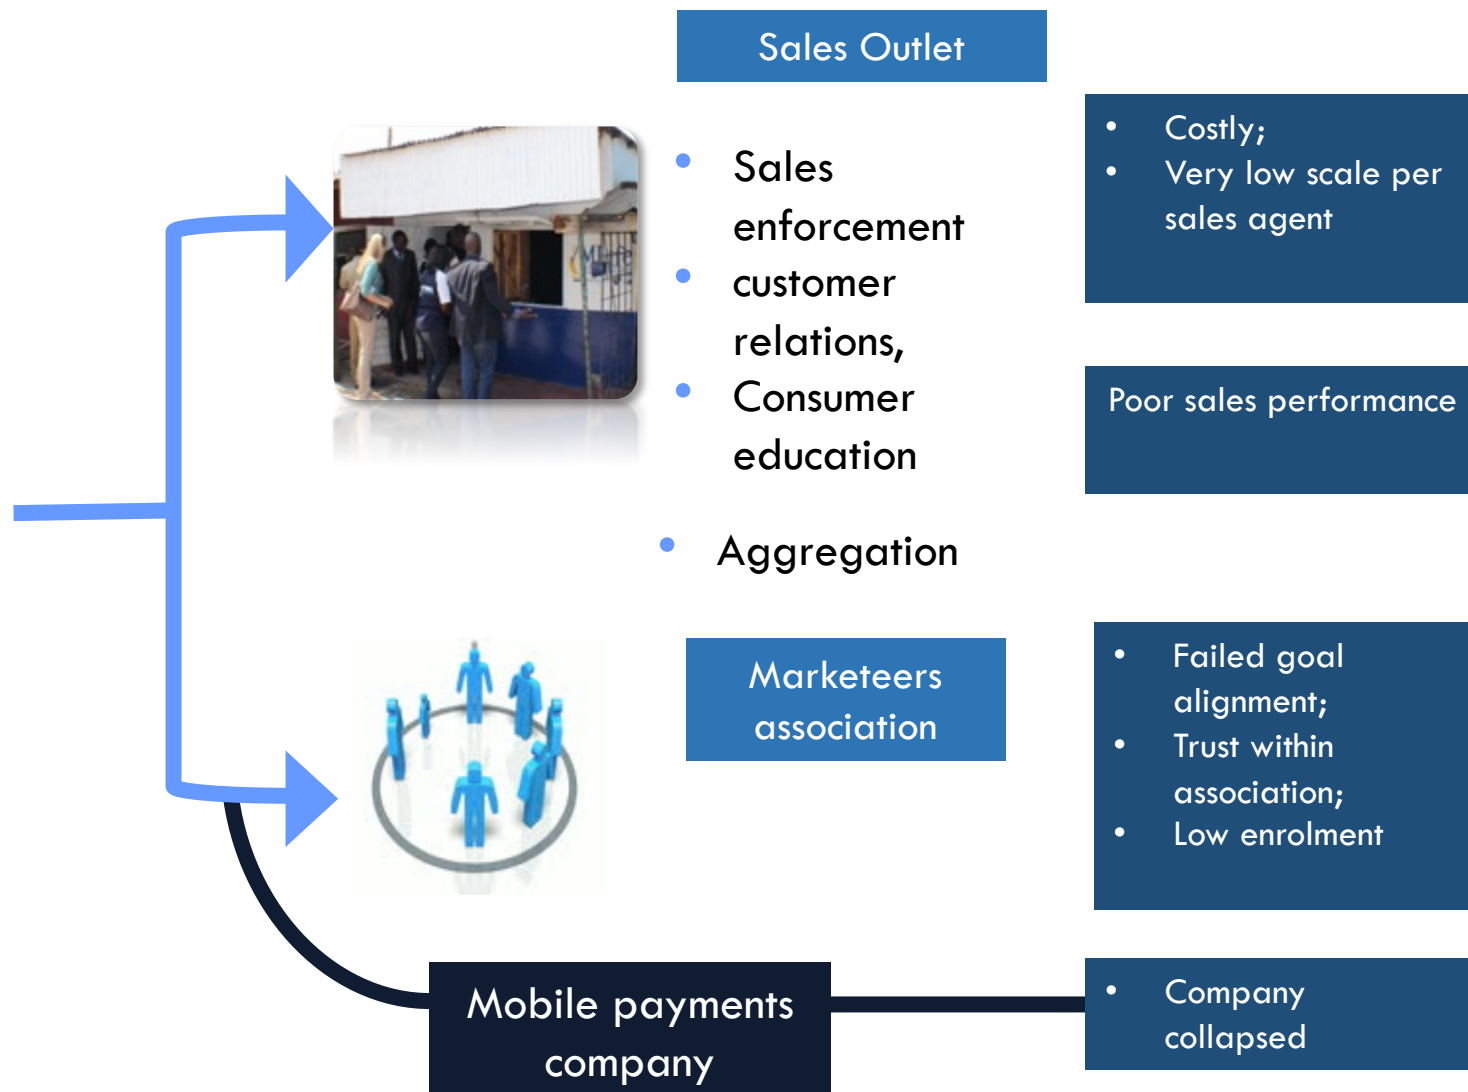 Sales Outlet
• Sales
enforcement
• customer
relations,
• Consumer
education
• Aggregation
• Costly;
• Very low scale per
sales agent
Poor sales performance
Marketeers
association
• Failed goal
alignment;
• Trust within
association;
• Low enrolment
Mobile payments
company
• Company
collapsed